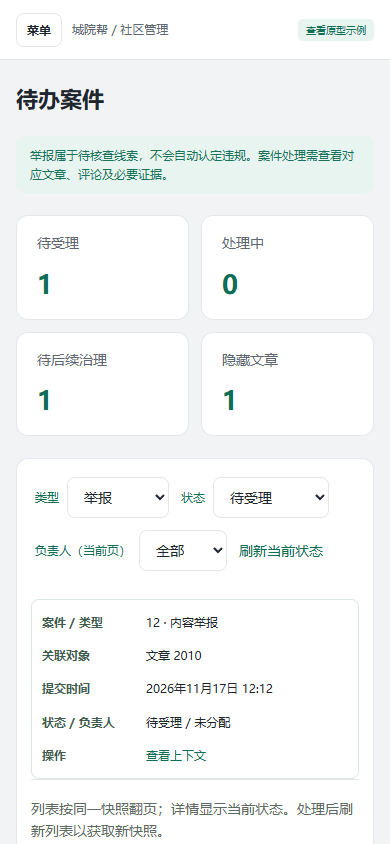 菜单 城院帮 / 社区管理 查看原型示例
待办案件
举报属于待核查线索，不会自动认定违规。案件处理需查看对
应文章、评论及必要证据。
待受理 处理中
1 0
待后续治理 隐藏文章
1 1
类型 举报 状态 待受理
负责人（当前页） 全部 刷新当前状态
案件 / 类型 12 · 内容举报
关联对象 文章 2010
提交时间 2026年11月17日 12:12
状态 / 负责人 待受理 / 未分配
操作 查看上下文
列表按同一快照翻页；详情显示当前状态。处理后刷
新列表以获取新快照。